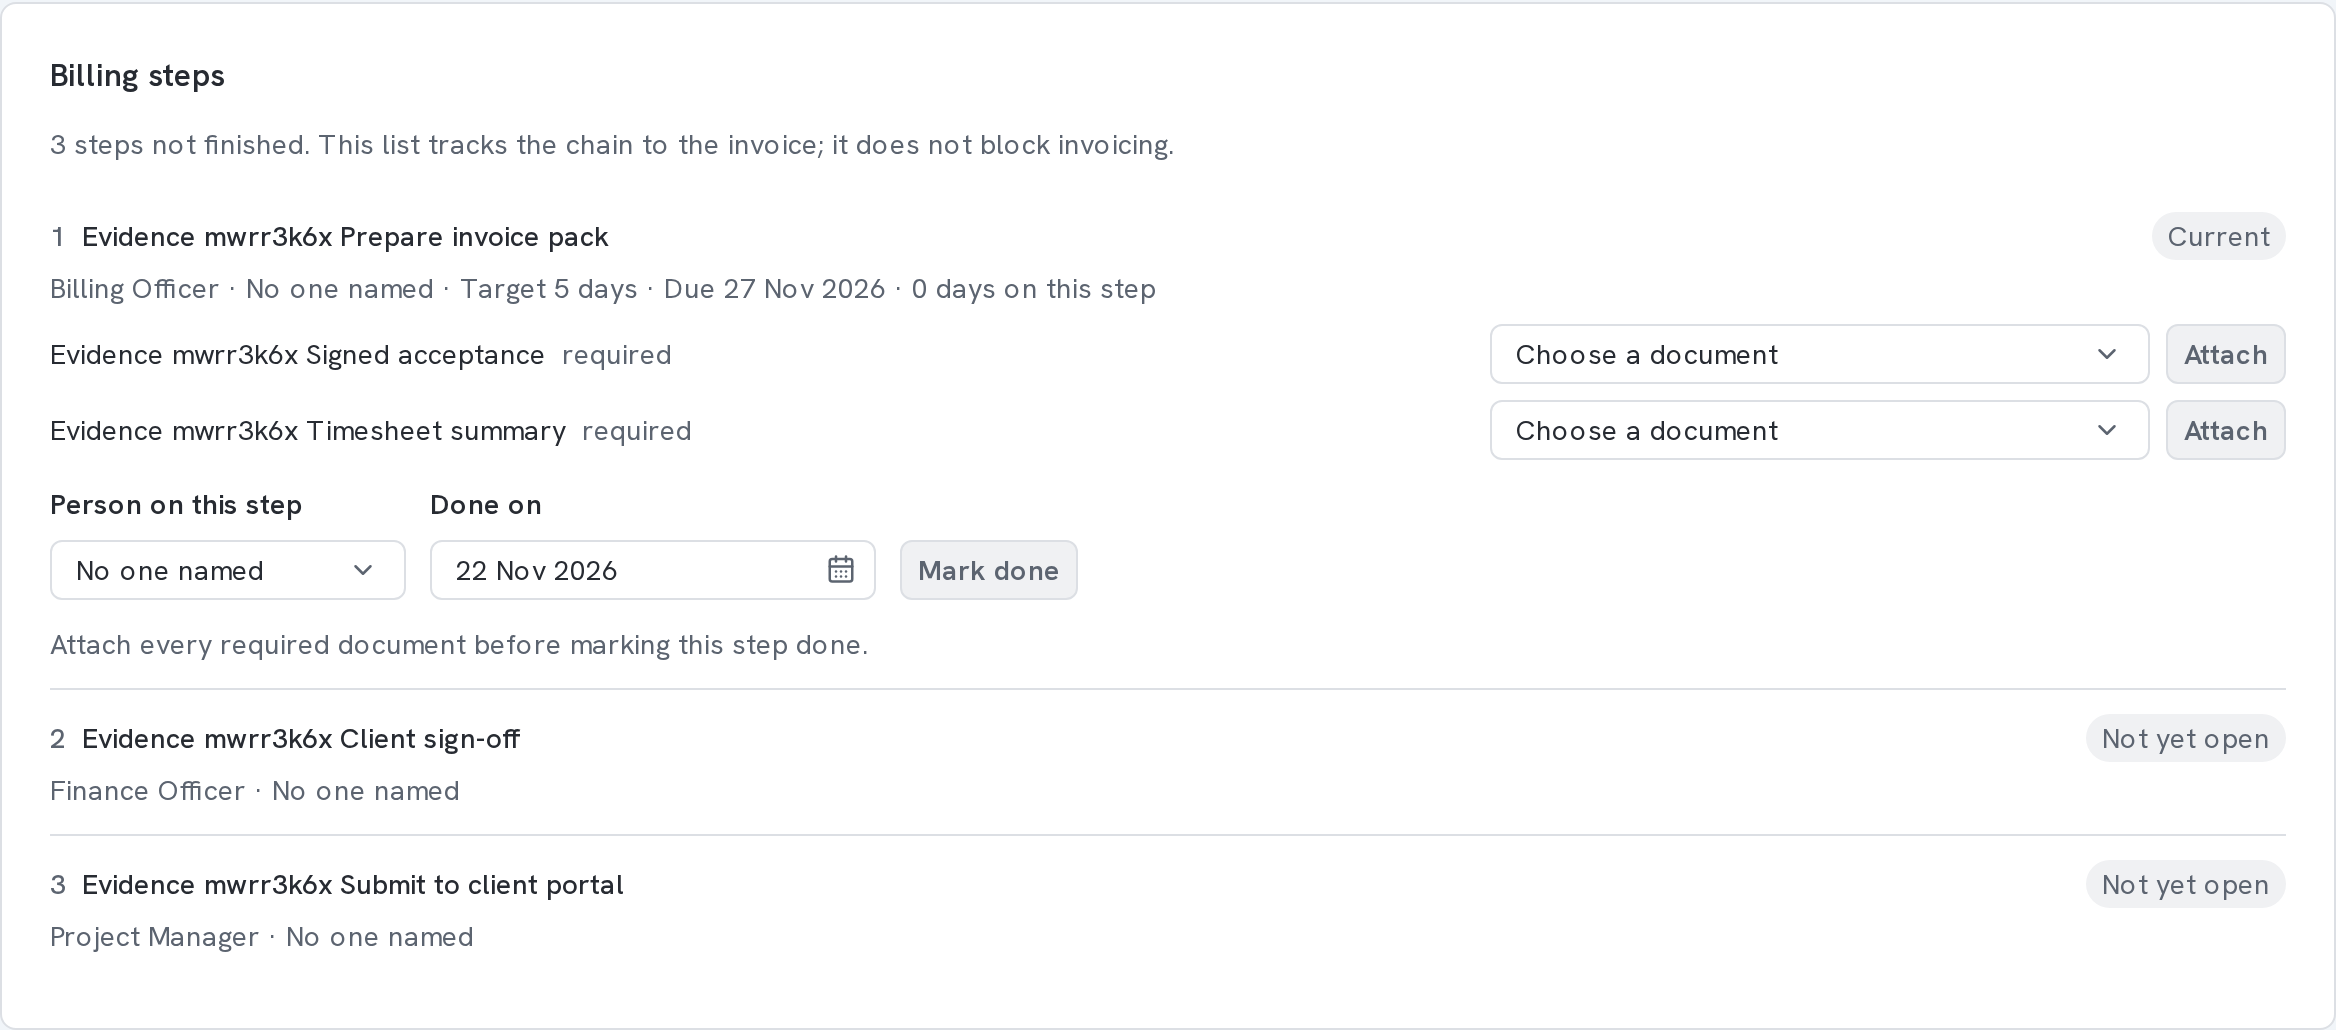 Billing steps
3 steps not finished. This list tracks the chain to the invoice; it does not block invoicing.
1 Evidence mwrr3k6x Prepare invoice pack Current
Billing Officer · No one named · Target 5 days · Due 27 Nov 2026 · 0 days on this step
Evidence mwrr3k6x Signed acceptance required Choose a document Attach
Evidence mwrr3k6x Timesheet summary required Choose a document Attach
Person on this step Done on
No one named 22 Nov 2026 Mark done
Attach every required document before marking this step done.
2 Evidence mwrr3k6x Client sign-off Not yet open
Finance Officer · No one named
3 Evidence mwrr3k6x Submit to client portal Not yet open
Project Manager · No one named